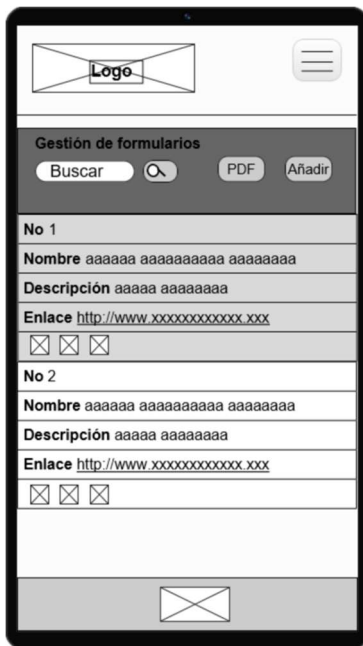 Logo
Gestión de formularios
Buscar PDF Añadir
No 1
Nombre aaaaaa aaaaaaaaaa aaaaaaaa
Descripción aaaaa aaaaaaaa
Enlace http://www.xxxxxxxxxxxx.xxx
No 2
Nombre aaaaaa aaaaaaaaaa aaaaaaaa
Descripción aaaaa aaaaaaaa
Enlace http://www.xxxxxxxxxxxx.xxx